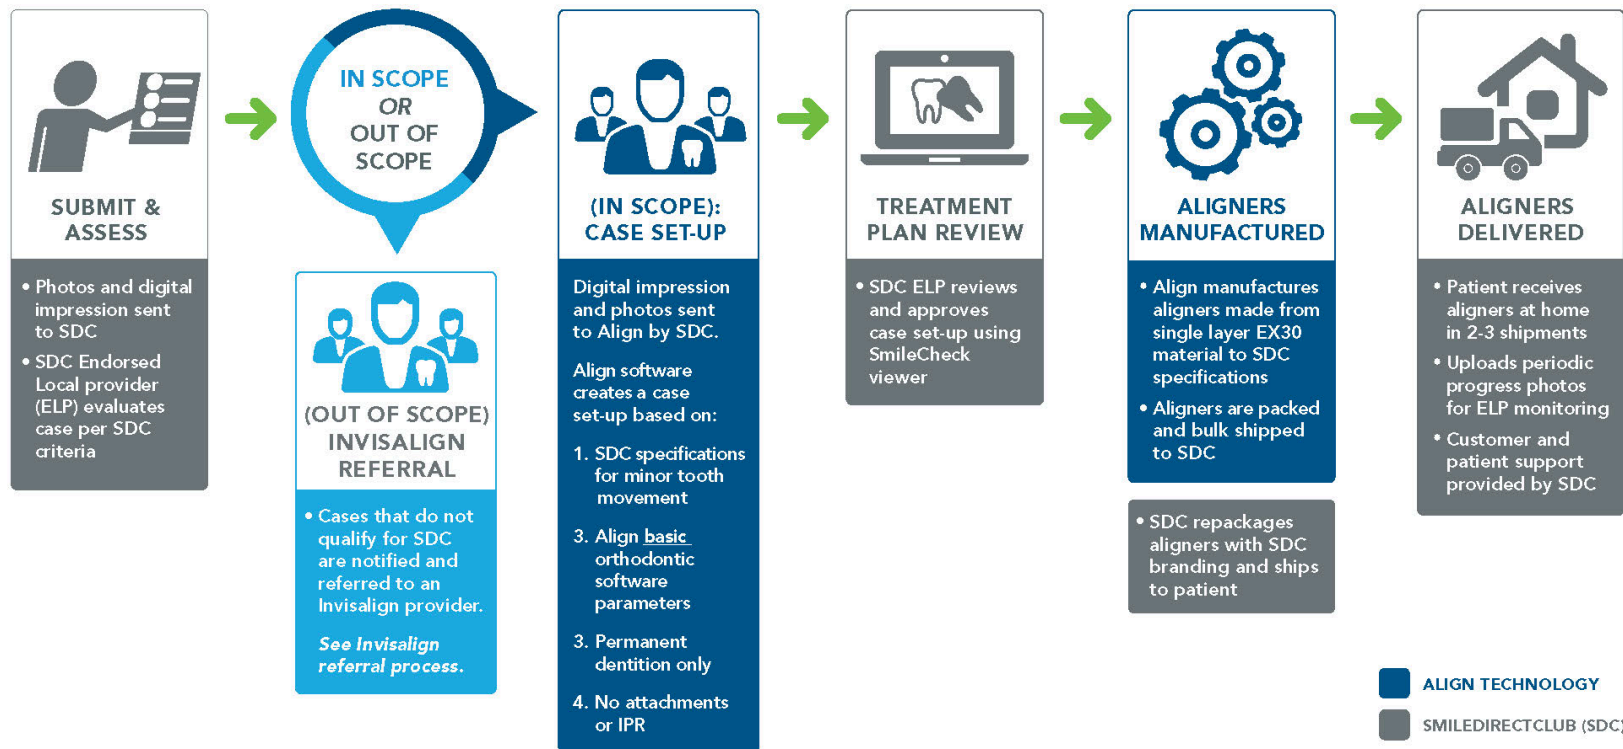 SUBMIT &
ASSESS
• Photos and digital
impression sent
to SDC
• SDC Endorsed
Local provider
(ELP) evaluates
case per SDC
criteria
IN SCOPE
OR
OUT OF
SCOPE
(OUT OF SCOPE)
INVISALIGN
REFERRAL
• Cases that do not
qualify for SDC
are notified and
referred to an
Invisalign provider.
See Invisalign
referral process.
(IN SCOPE):
CASE SET-UP
Digital impression
and photos sent
to Align by SDC.
Align software
creates a case
set-up based on:
1. SDC specifications
for minor tooth
movement
3. Align basic
orthodontic
software
parameters
3. Permanent
dentition only
4. No attachments
or IPR
TREATMENT
PLAN REVIEW
• SDC ELP reviews
and approves
case set-up using
SmileCheck
viewer
ALIGNERS
MANUFACTURED
• Align manufactures
aligners made from
single layer EX30
material to SDC
specifications
• Aligners are packed
and bulk shipped
to SDC
• SDC repackages
aligners with SDC
branding and ships
to patient
ALIGNERS
DELIVERED
• Patient receives
aligners at home
in 2-3 shipments
• Uploads periodic
progress photos
for ELP monitoring
• Customer and
patient support
provided by SDC
ALIGN TECHNOLOGY
SMILEDIRECTCLUB (SDC)